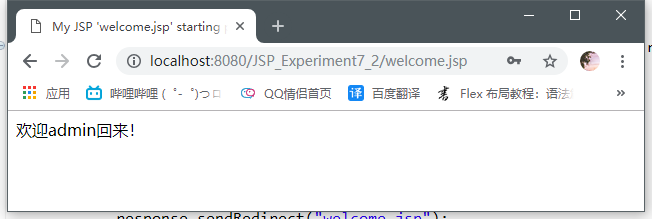 My JSP 'welcome.jsp' starting
localhost:8080/JSP_Experiment7_2/welcome.jsp
应用 哔哩哔哩 ( ゜- ゜)つロ QQ情侣首页 译 百度翻译 Flex 布局教程：语法 »
欢迎admin回来!
response.sendRedirect("welcome.jsp");